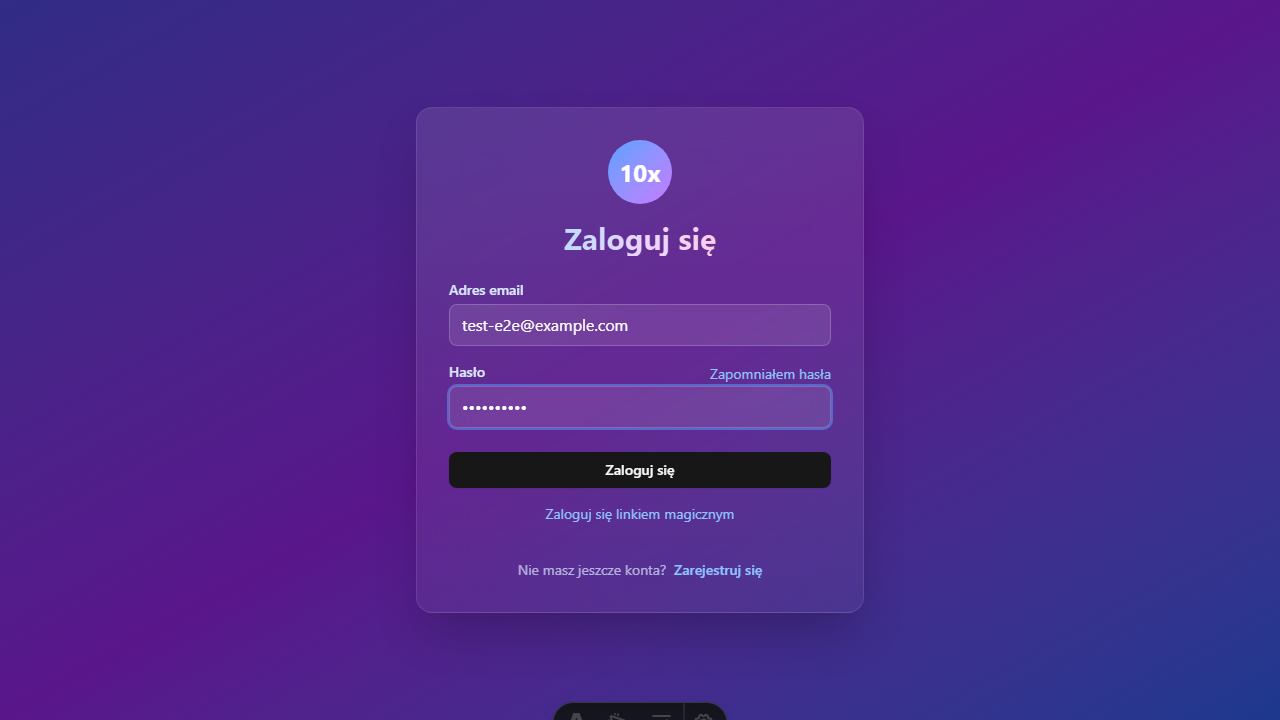 10x
Zaloguj się
Adres email
test-e2e@example.com
Hasło Zapomniałem hasła
••••••••••
Zaloguj się
Zaloguj się linkiem magicznym
Nie masz jeszcze konta? Zarejestruj się